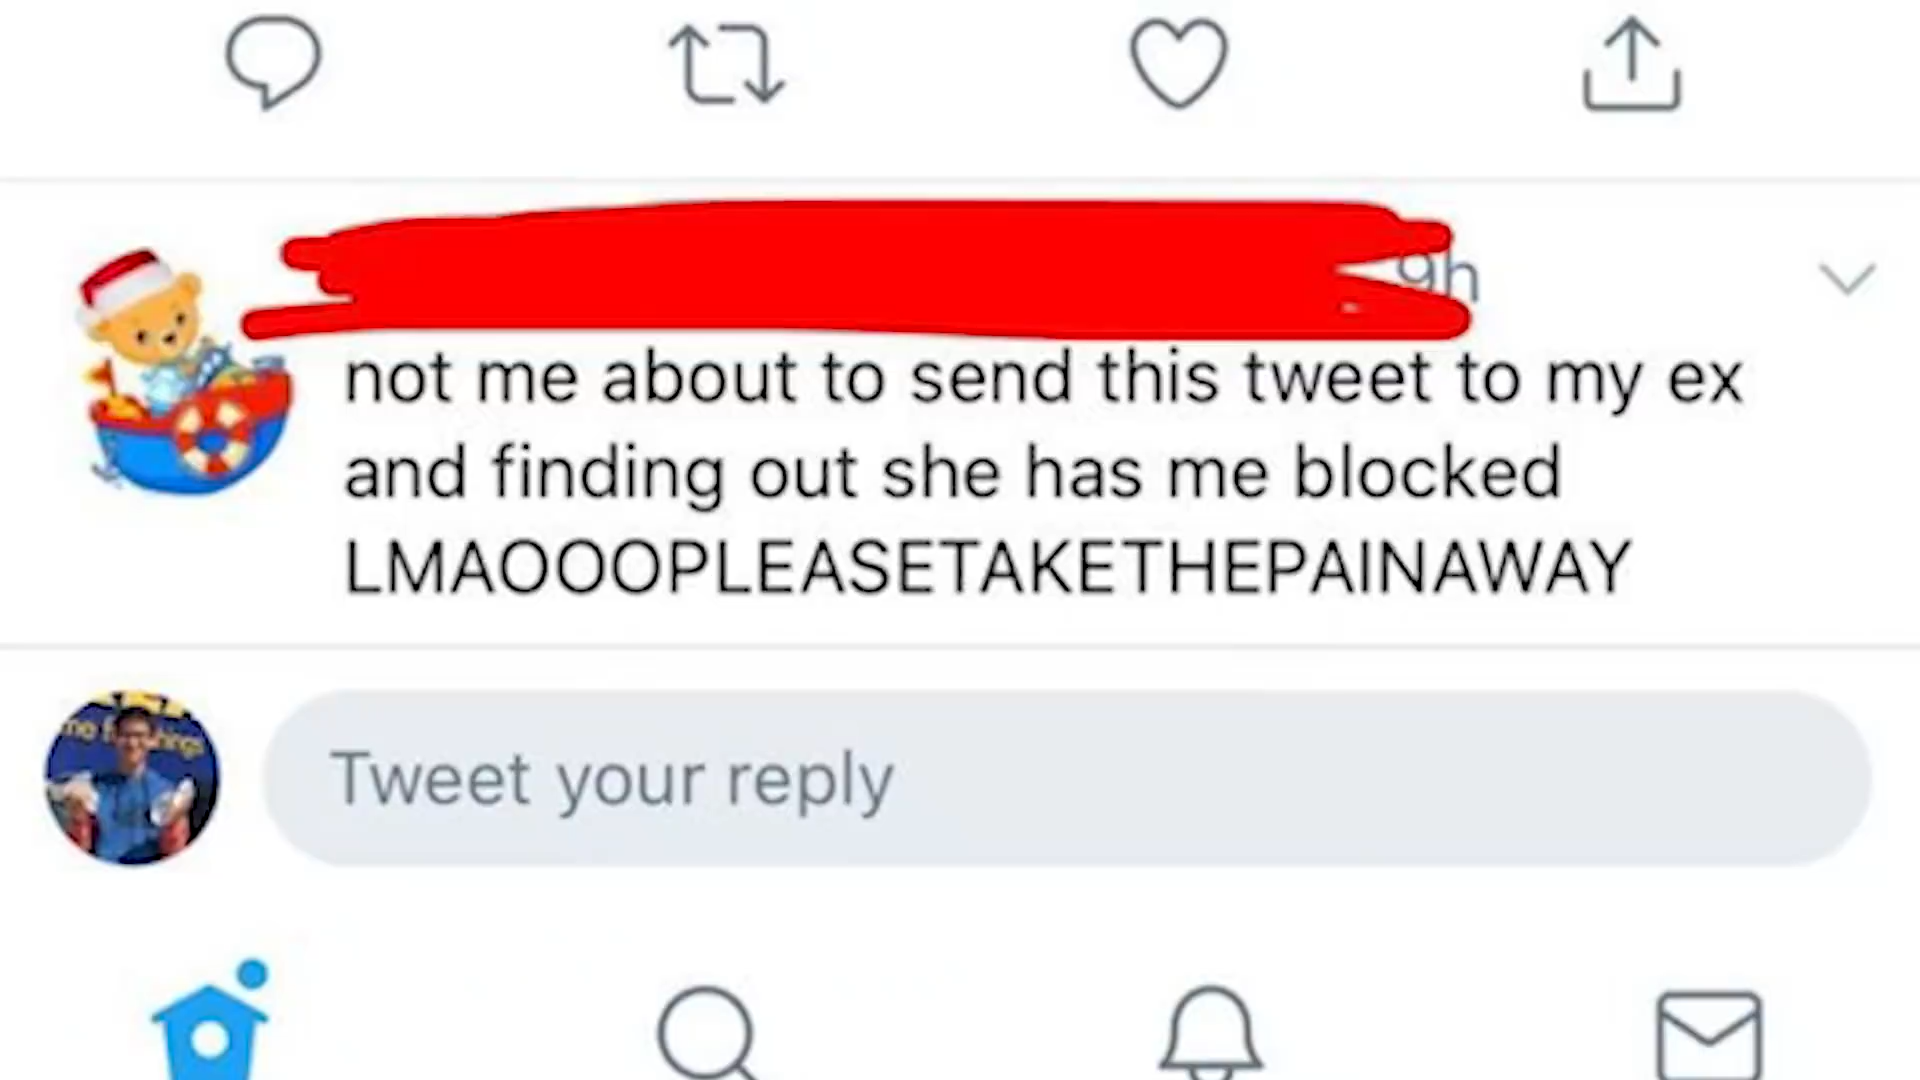 9h
not me about to send this tweet to my ex
and finding out she has me blocked
LMAOOOPLEASETAKETHEPAINAWAY
Tweet your reply